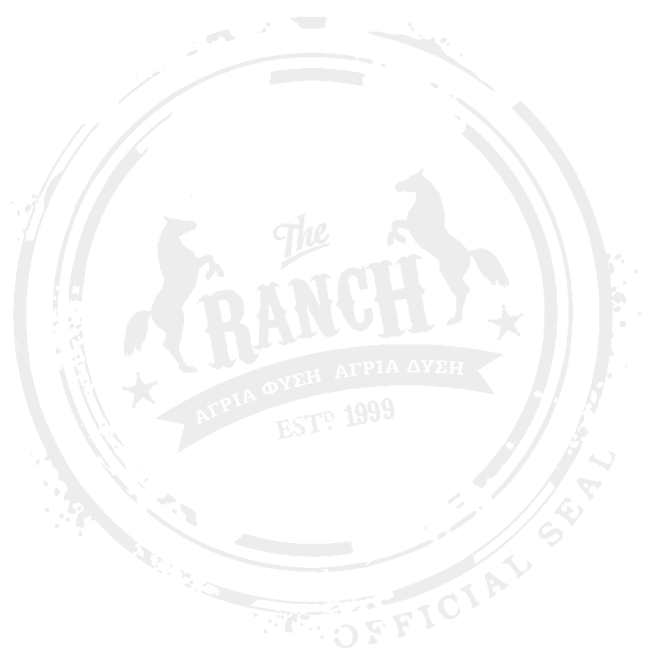 The
RANCH
ΑΓΡΙΑ ΦΥΣΗ ΑΓΡΙΑ ΔΥΣΗ
ESTD. 1999
OFFICIAL SEAL